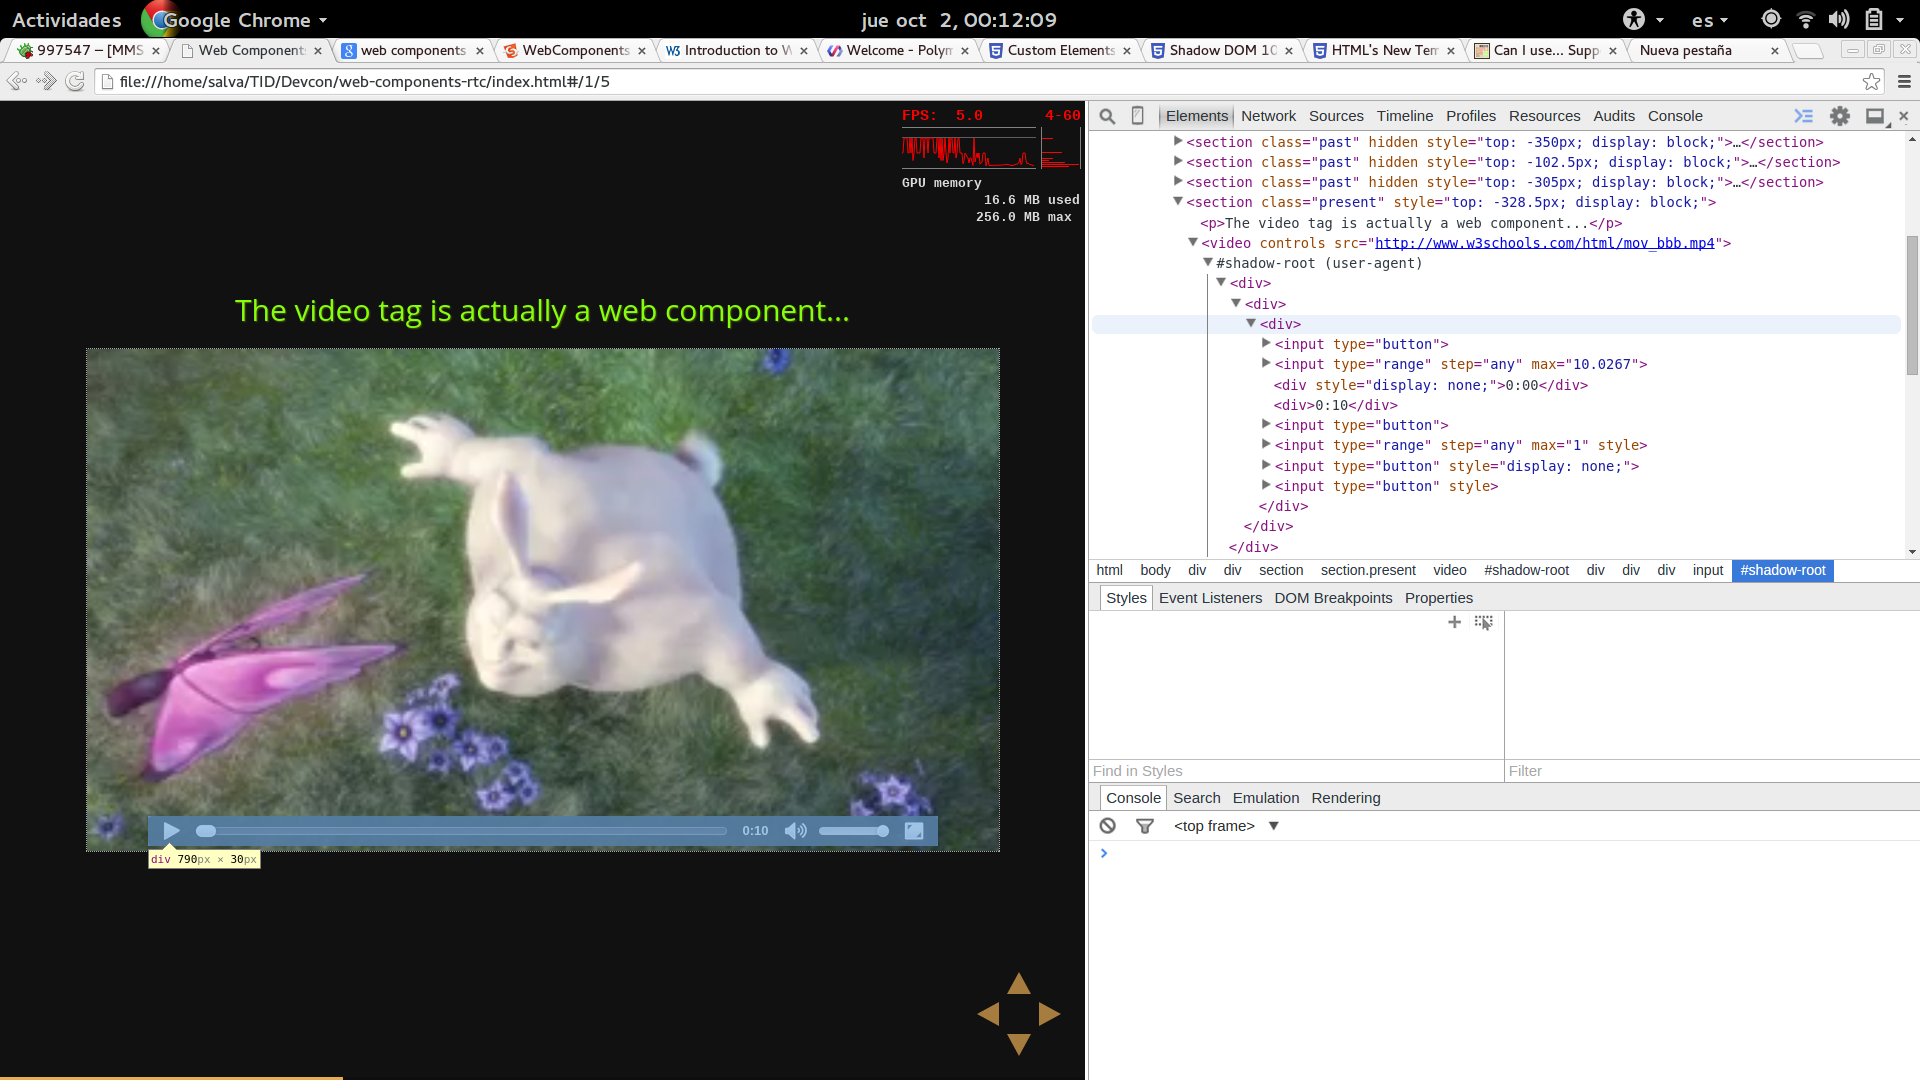 Actividades Google Chrome jue oct 2, 00:12:09 es
997547 – [MMS Web Component web components WebComponents Introduction to W Welcome - Polym Custom Elements Shadow DOM 10 HTML's New Tem Can I use... Supp Nueva pestaña
file:///home/salva/TID/Devcon/web-components-rtc/index.html#/1/5
FPS: 5.0 4-60
GPU memory
16.6 MB used
256.0 MB max
The video tag is actually a web component...
0:10
div 790px × 30px
Elements Network Sources Timeline Profiles Resources Audits Console
<section class="past" hidden style="top: -350px; display: block;">…</section>
<section class="past" hidden style="top: -102.5px; display: block;">…</section>
<section class="past" hidden style="top: -305px; display: block;">…</section>
<section class="present" style="top: -328.5px; display: block;">
<p>The video tag is actually a web component...</p>
<video controls src="http://www.w3schools.com/html/mov_bbb.mp4">
#shadow-root (user-agent)
<div>
<div>
<div>
<input type="button">
<input type="range" step="any" max="10.0267">
<div style="display: none;">0:00</div>
<div>0:10</div>
<input type="button">
<input type="range" step="any" max="1" style>
<input type="button" style="display: none;">
<input type="button" style>
</div>
</div>
</div>
html body div div section section.present video #shadow-root div div div input #shadow-root
Styles Event Listeners DOM Breakpoints Properties
Find in Styles Filter
Console Search Emulation Rendering
<top frame>